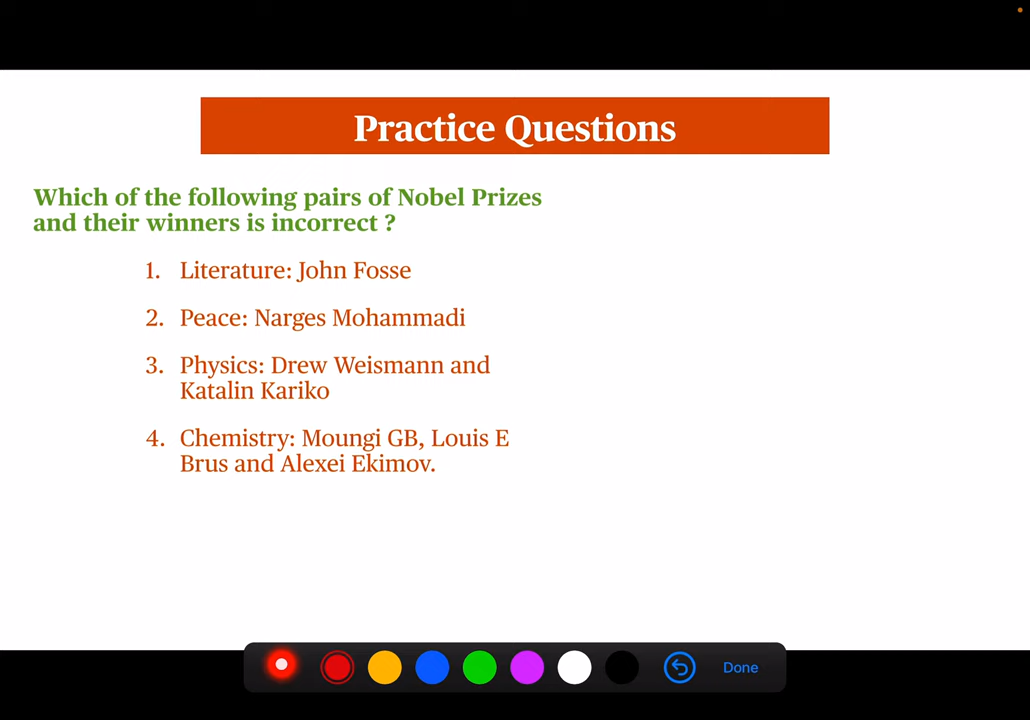 Practice Questions
Which of the following pairs of Nobel Prizes
and their winners is incorrect ?
1. Literature: John Fosse
2. Peace: Narges Mohammadi
3. Physics: Drew Weismann and
Katalin Kariko
4. Chemistry: Moungi GB, Louis E
Brus and Alexei Ekimov.
Done